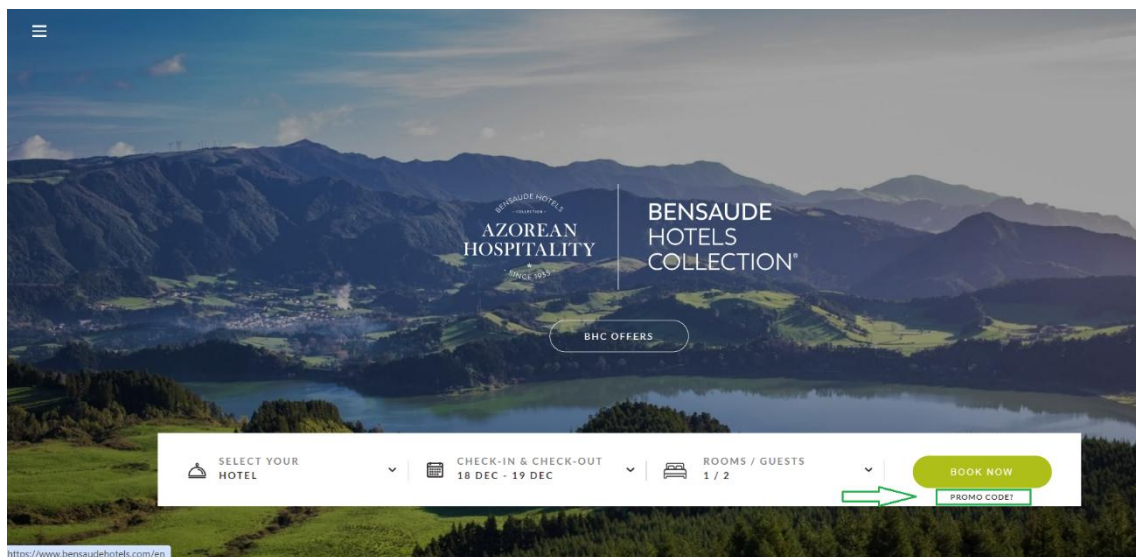 BENSAUDE HOTELS
- COLLECTION -
AZOREAN
HOSPITALITY
SINCE 1935
BENSAUDE
HOTELS
COLLECTION®
BHC OFFERS
SELECT YOUR
HOTEL
CHECK-IN & CHECK-OUT
18 DEC - 19 DEC
ROOMS / GUESTS
1 / 2
BOOK NOW
PROMO CODE?
https://www.bensaudehotels.com/en